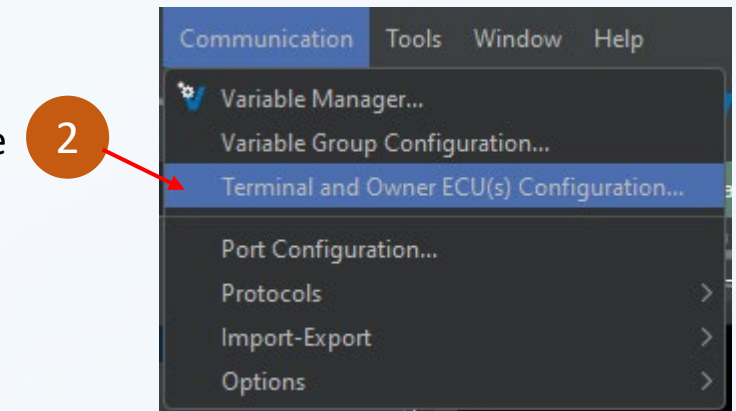 Communication Tools Window Help
Variable Manager...
Variable Group Configuration...
2
Terminal and Owner ECU(s) Configuration...
Port Configuration...
Protocols
Import-Export
Options